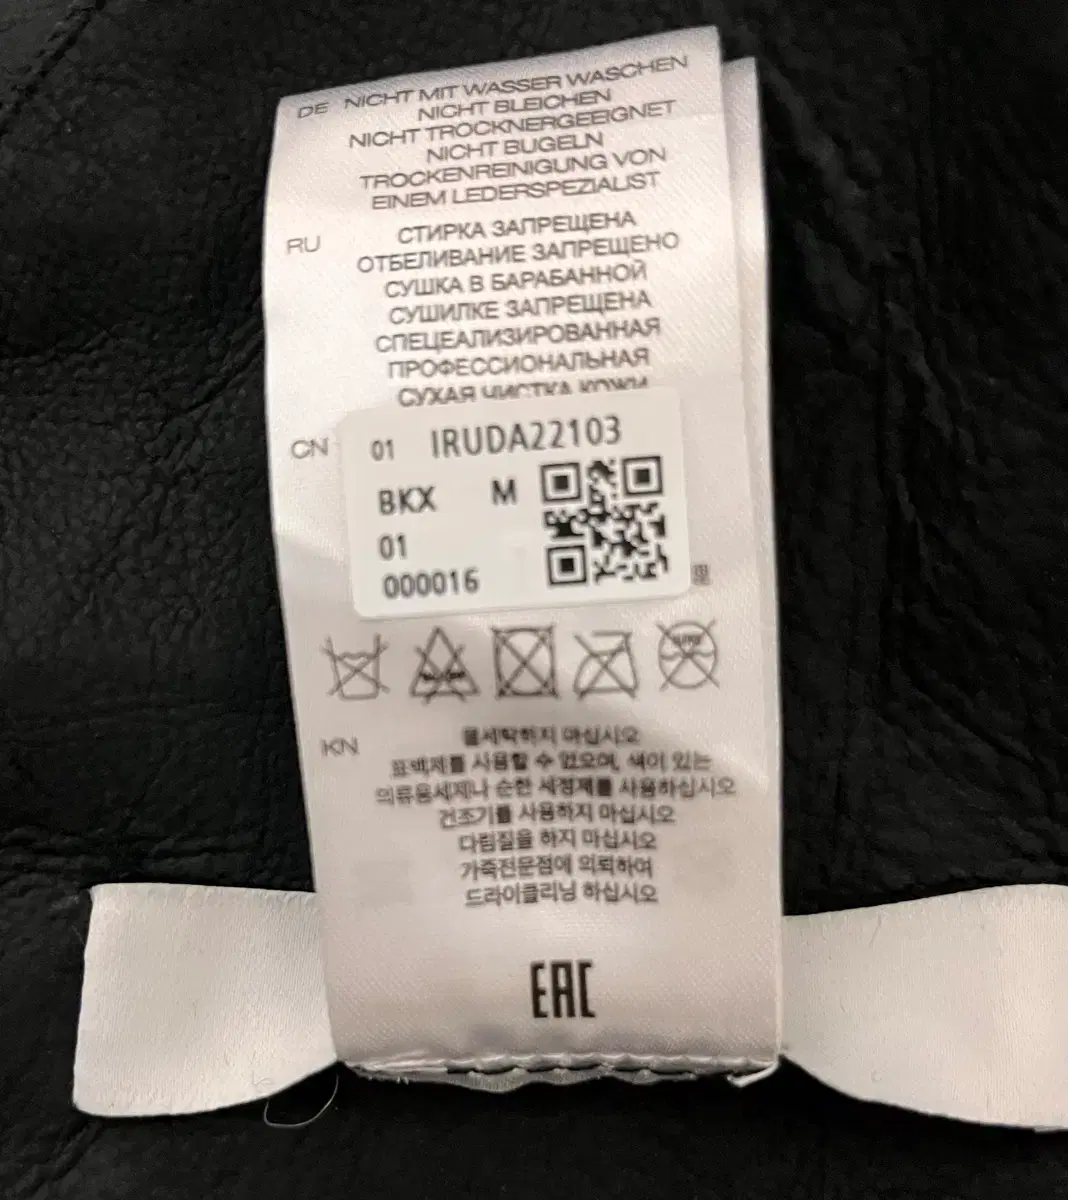 DE NICHT MIT WASSER WASCHEN
NICHT BLEICHEN
NICHT TROCKNERGEEIGNET
NICHT BUGELN
TROCKENREINIGUNG VON
EINEM LEDERSPEZIALIST
RU СТИРКА ЗАПРЕЩЕНА
ОТБЕЛИВАНИЕ ЗАПРЕЩЕНО
СУШКА В БАРАБАННОЙ
СУШИЛКЕ ЗАПРЕЩЕНА
СПЕЦЕАЛИЗИРОВАННАЯ
ПРОФЕССИОНАЛЬНАЯ
СУХАЯ ЧИСТКА КОЖИ
CN
01 IRUDA22103
BKX M
01
000016
KN 물세탁하지 마십시오
표백제를 사용할 수 없으며, 색이 있는
의류용세제나 순한 세정제를 사용하십시오
건조기를 사용하지 마십시오
다림질을 하지 마십시오
가죽전문점에 의뢰하여
드라이클리닝 하십시오
EAC